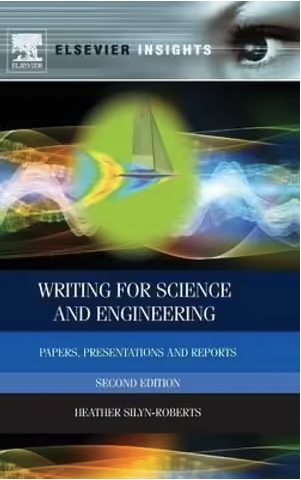 ELSEVIER INSIGHTS
ELSEVIER
WRITING FOR SCIENCE
AND ENGINEERING
PAPERS, PRESENTATIONS AND REPORTS
SECOND EDITION
HEATHER SILYN-ROBERTS